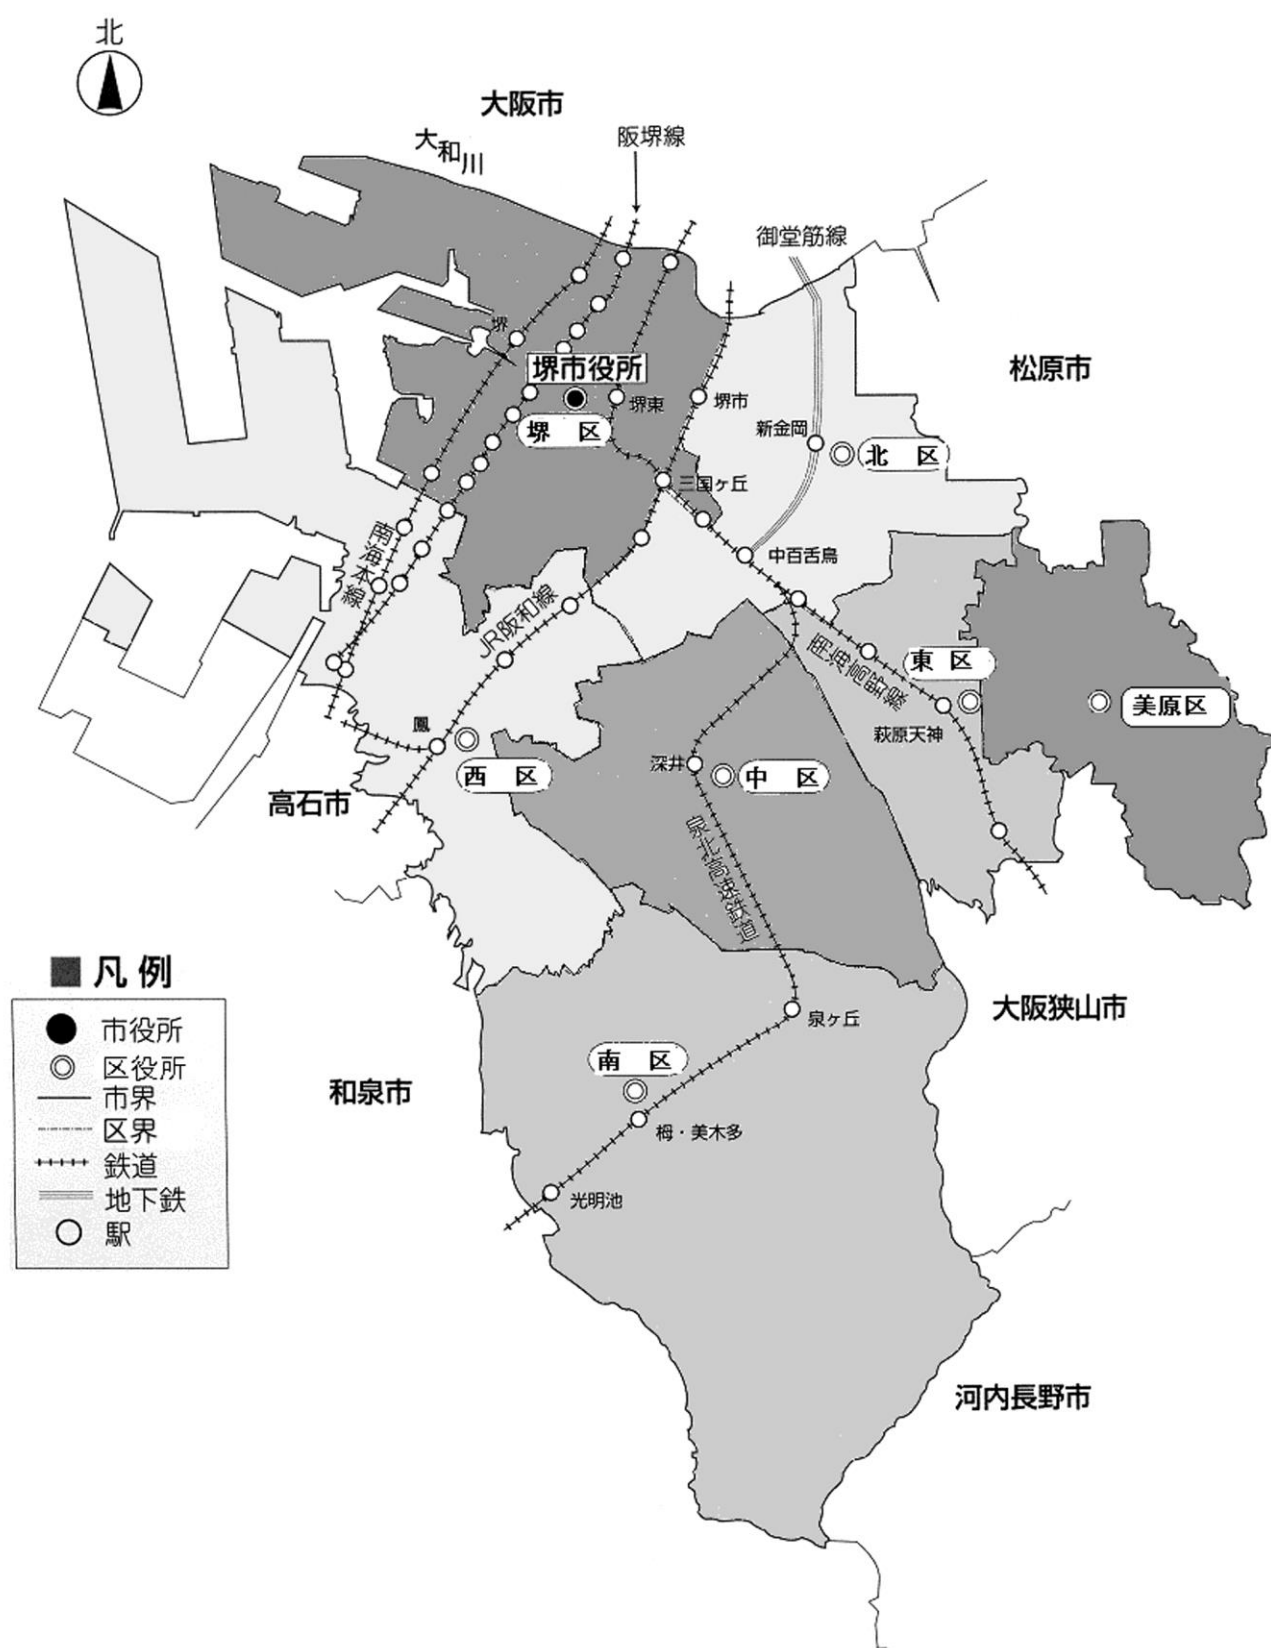 北
大阪市
大和川
阪堺線
御堂筋線
松原市
堺
堺市役所
堺東
堺市
堺 区
新金岡
北 区
三国ヶ丘
南海本線
中百舌鳥
JR阪和線
南海高野線
東 区
美原区
萩原天神
鳳
西 区
深井
中 区
高石市
泉北高速鉄道
泉ヶ丘
大阪狭山市
南 区
和泉市
栂・美木多
光明池
河内長野市
凡例
市役所
区役所
市界
区界
鉄道
地下鉄
駅